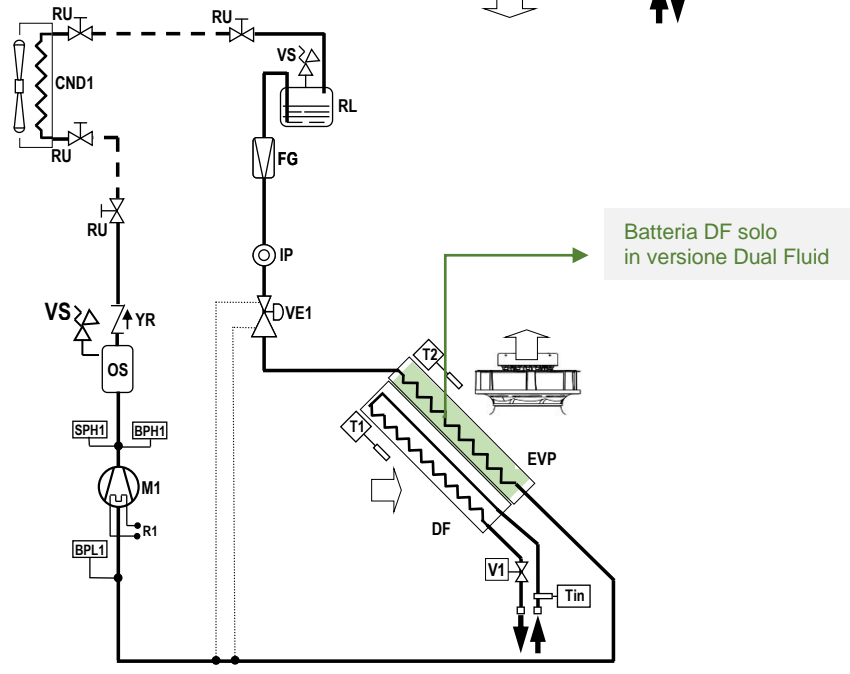 RU
RU
VS
CND1
RL
RU
FG
RU
Batteria DF solo
in versione Dual Fluid
IP
VS
YR
VE1
OS
T2
SPH1
BPH1
T1
EVP
M1
DF
R1
BPL1
V1
Tin